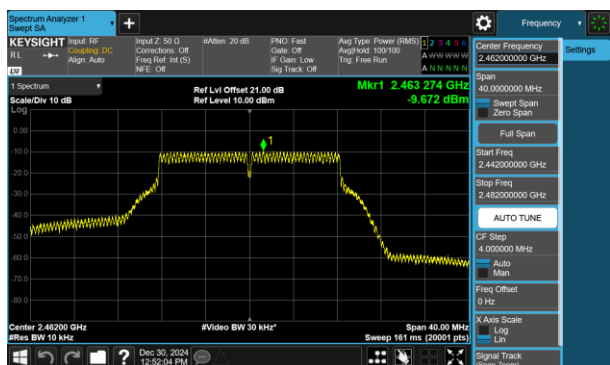 Spectrum Analyzer 1
Swept SA
Frequency
KEYSIGHT
RL
Input: RF
Coupling: DC
Align: Auto
Input Z: 50 Ω
Corrections: Off
Freq Ref: Int (S)
NFE: Off
#Atten: 20 dB
PNO: Fast
Gate: Off
IF Gain: Low
Sig Track: Off
Avg Type: Power (RMS)
Avg|Hold: 100/100
Trig: Free Run
1 2 3 4 5 6
A W W W W W
A N N N N N
LNI
1 Spectrum
Scale/Div 10 dB
Log
Ref Lvl Offset 21.00 dB
Ref Level 10.00 dBm
Mkr1 2.463 274 GHz
-9.672 dBm
1
0.00
-10.0
-20.0
-30.0
-40.0
-50.0
-60.0
-70.0
-80.0
Center 2.46200 GHz
#Res BW 10 kHz
#Video BW 30 kHz*
Span 40.00 MHz
Sweep 161 ms (20001 pts)
Center Frequency
2.462000000 GHz
Settings
Span
40.0000000 MHz
Swept Span
Zero Span
Full Span
Start Freq
2.442000000 GHz
Stop Freq
2.482000000 GHz
AUTO TUNE
CF Step
4.000000 MHz
Auto
Man
Freq Offset
0 Hz
X Axis Scale
Log
Lin
Signal Track
(Span Zoom)
?
Dec 30, 2024
12:52:04 PM